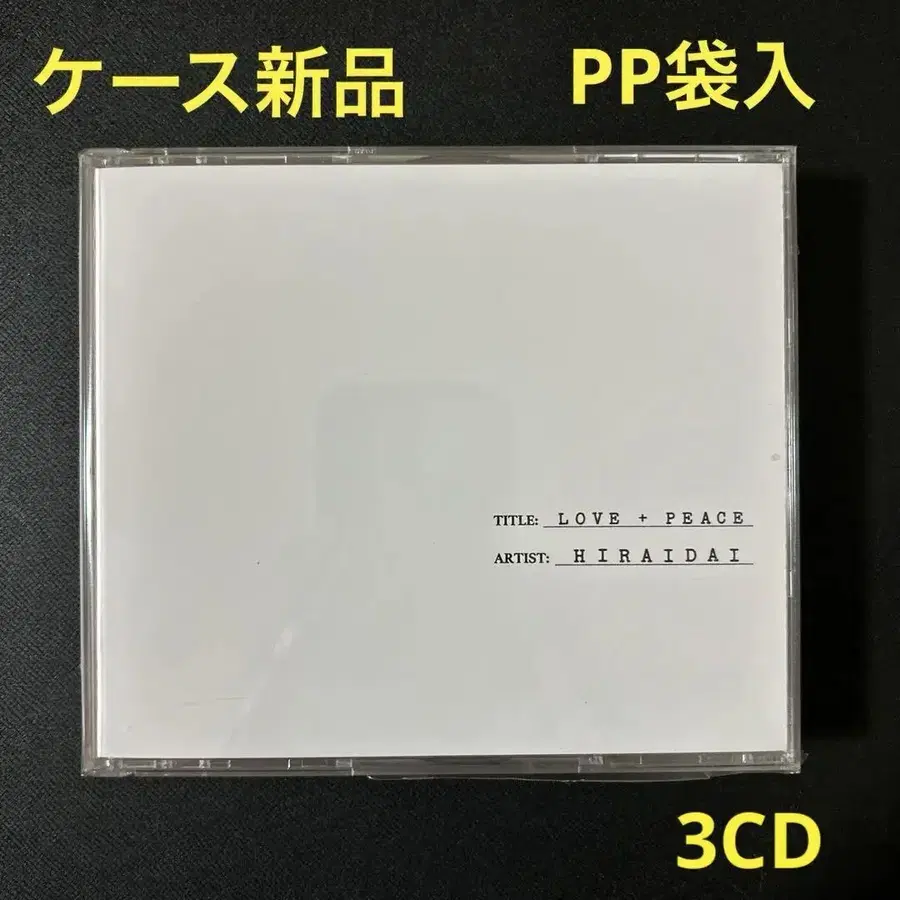 ケース新品
PP袋入
TITLE: LOVE + PEACE
ARTIST: HIRAIDAI
3CD